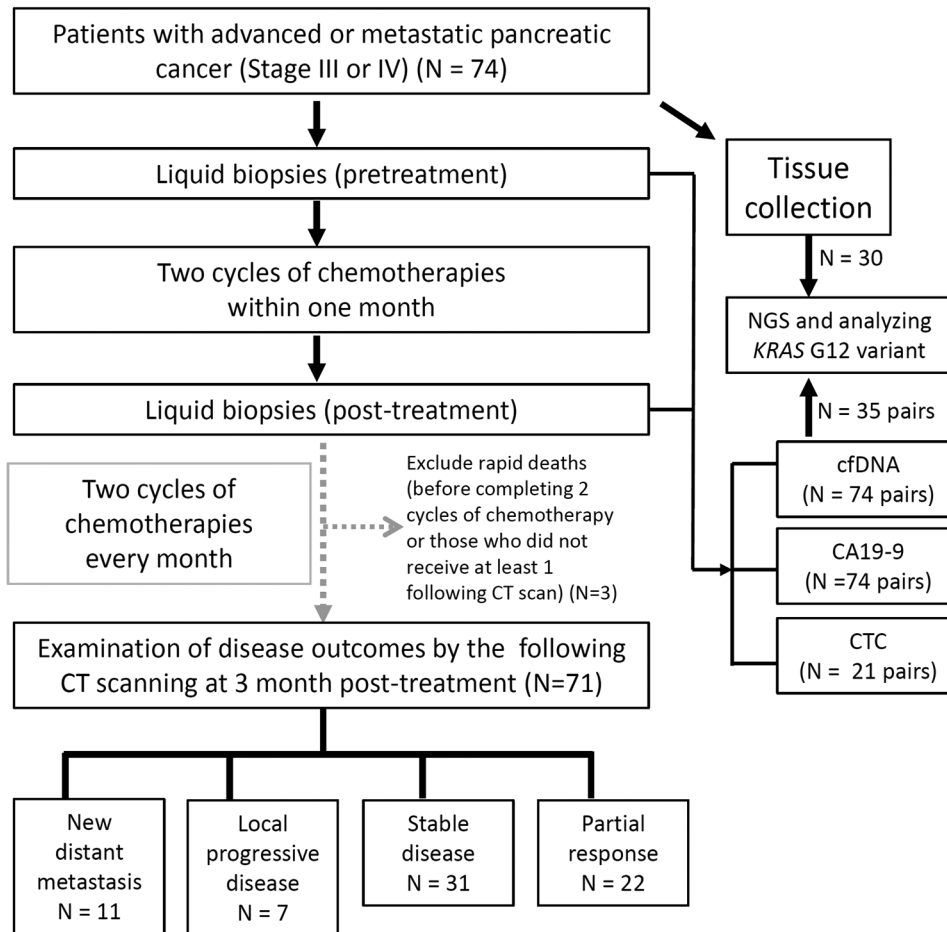 Patients with advanced or metastatic pancreatic
cancer (Stage III or IV) (N = 74)
Liquid biopsies (pretreatment)
Two cycles of chemotherapies
within one month
Liquid biopsies (post-treatment)
Two cycles of
chemotherapies
every month
Exclude rapid deaths
(before completing 2
cycles of chemotherapy
or those who did not
receive at least 1
following CT scan) (N=3)
Examination of disease outcomes by the following
CT scanning at 3 month post-treatment (N=71)
New
distant
metastasis
N = 11
Local
progressive
disease
N = 7
Stable
disease
N = 31
Partial
response
N = 22
Tissue
collection
N = 30
NGS and analyzing
KRAS G12 variant
N = 35 pairs
cfDNA
(N = 74 pairs)
CA19-9
(N =74 pairs)
CTC
(N = 21 pairs)